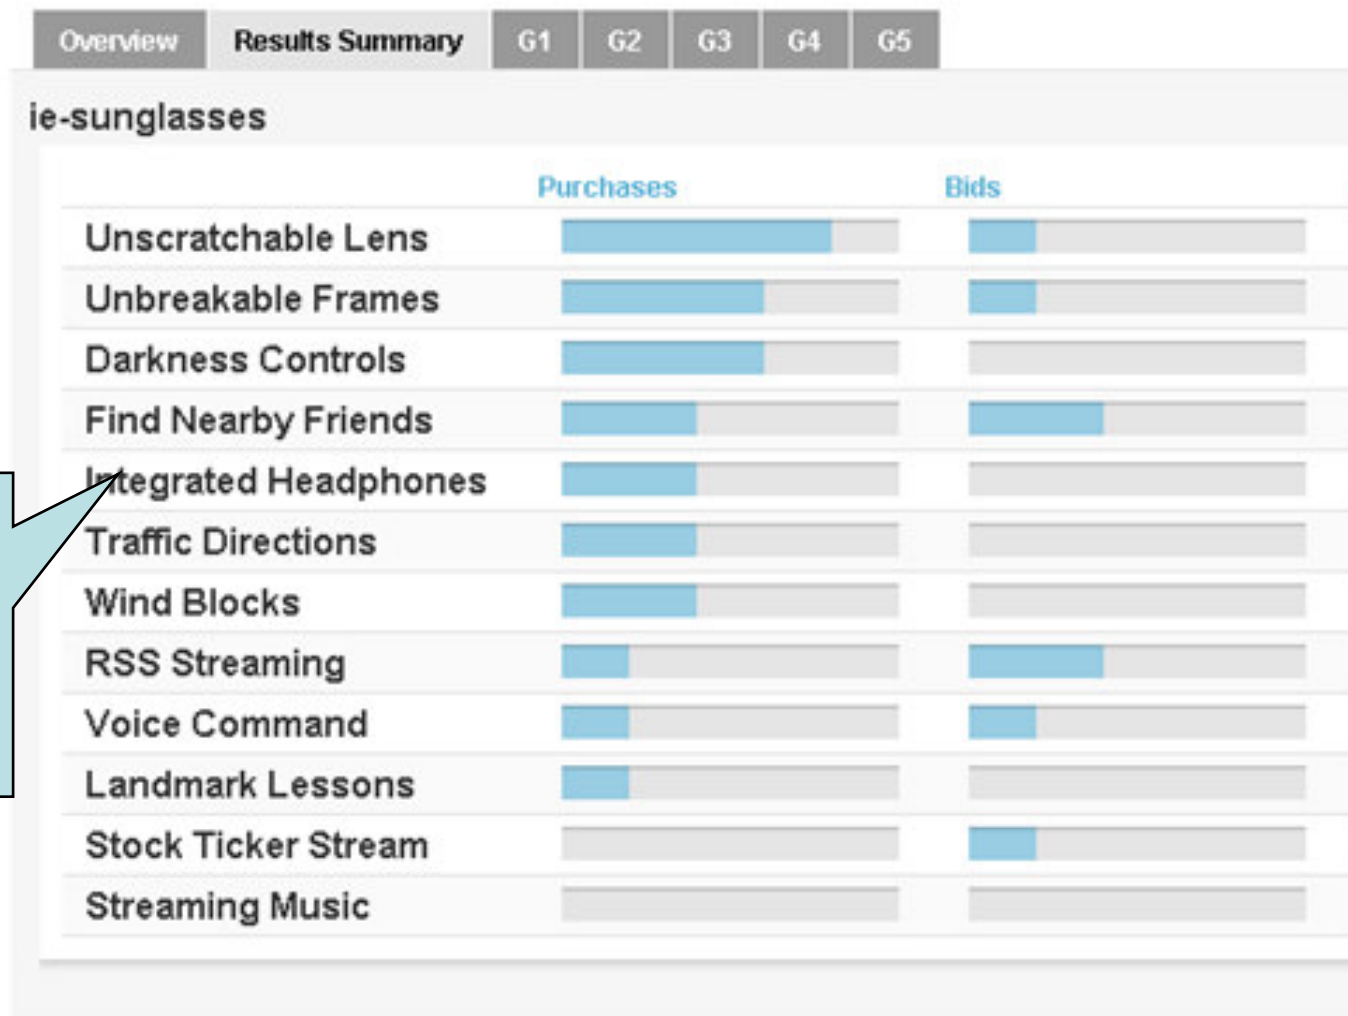 Overview Results Summary G1 G2 G3 G4 G5
ie-sunglasses
Purchases Bids
Unscratchable Lens
Unbreakable Frames
Darkness Controls
Find Nearby Friends
Integrated Headphones
Traffic Directions
Wind Blocks
RSS Streaming
Voice Command
Landmark Lessons
Stock Ticker Stream
Streaming Music